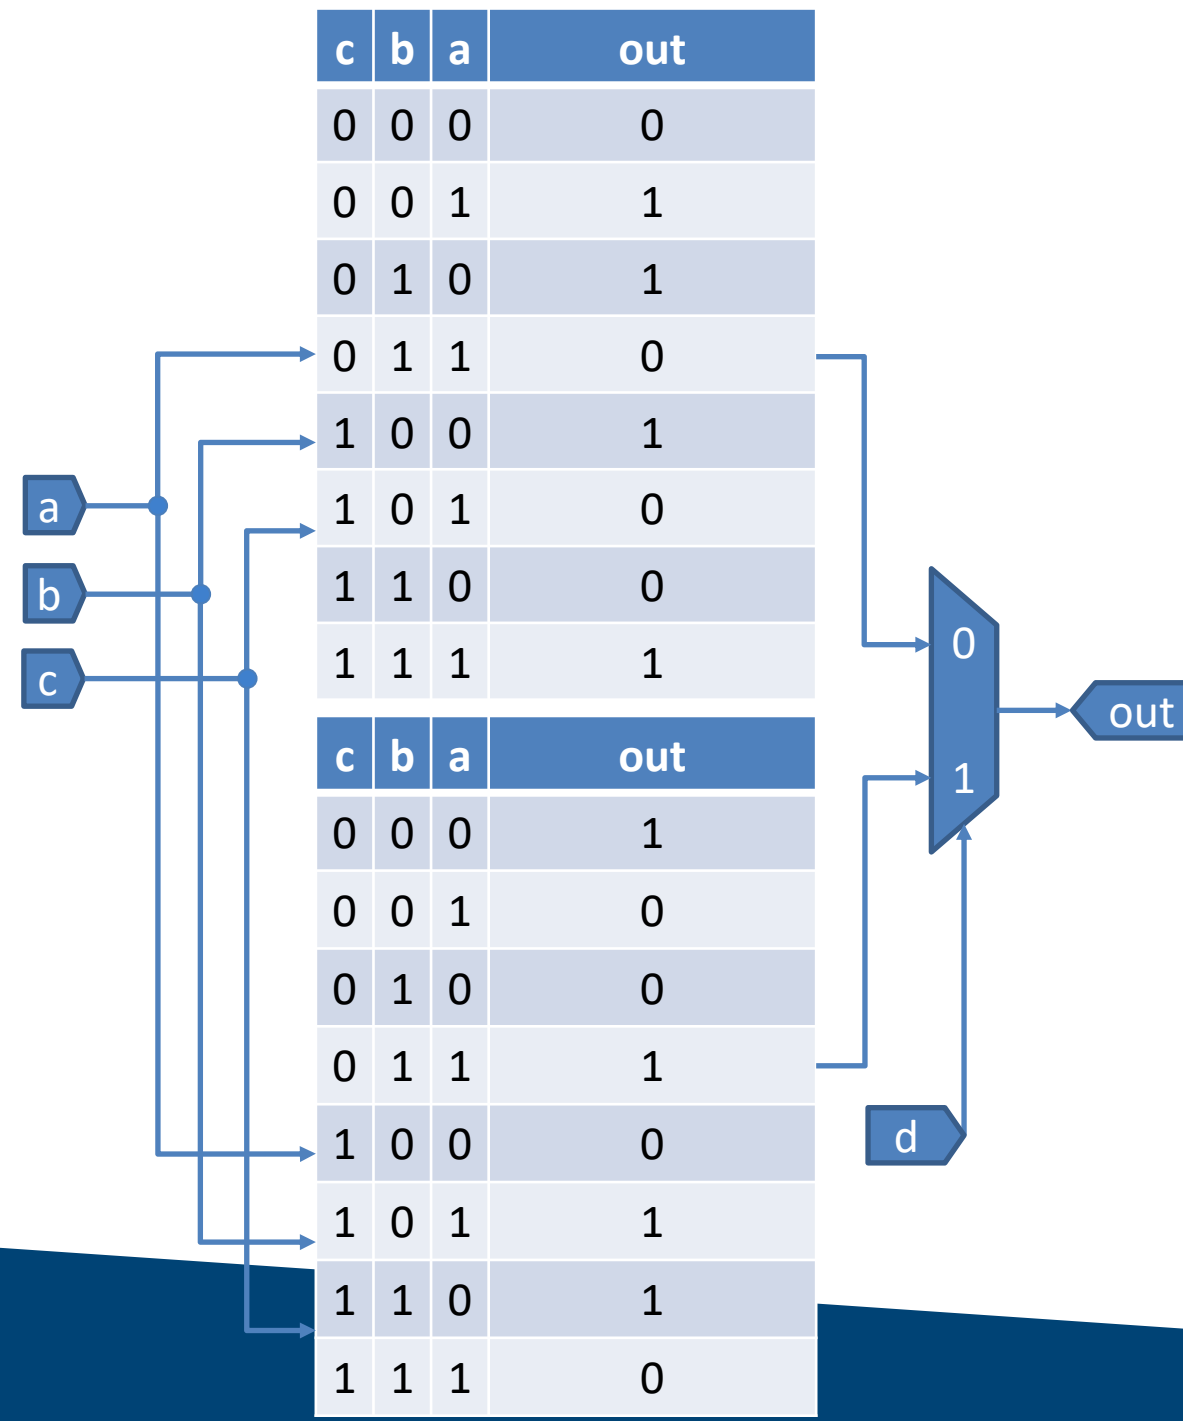 c b a out
0 0 0 0
0 0 1 1
0 1 0 1
0 1 1 0
1 0 0 1
1 0 1 0
1 1 0 0
1 1 1 1
a
b
c
c b a out
0 0 0 1
0 0 1 0
0 1 0 0
0 1 1 1
1 0 0 0
1 0 1 1
1 1 0 1
1 1 1 0
0
1
out
d